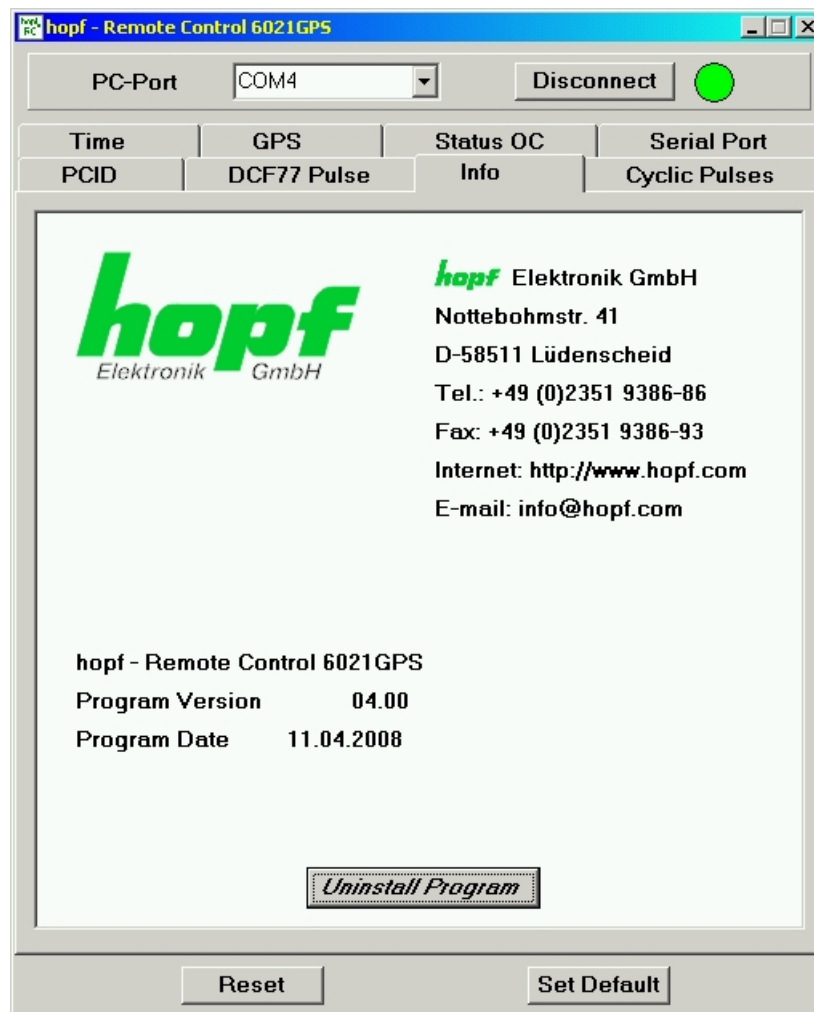 hopf - Remote Control 6021GPS
PC-Port COM4 Disconnect
Time GPS Status OC Serial Port
PCID DCF77 Pulse Info Cyclic Pulses
hopf
Elektronik GmbH
hopf Elektronik GmbH
Nottebohmstr. 41
D-58511 Lüdenscheid
Tel.: +49 (0)2351 9386-86
Fax: +49 (0)2351 9386-93
Internet: http://www.hopf.com
E-mail: info@hopf.com
hopf - Remote Control 6021GPS
Program Version 04.00
Program Date 11.04.2008
Uninstall Program
Reset Set Default